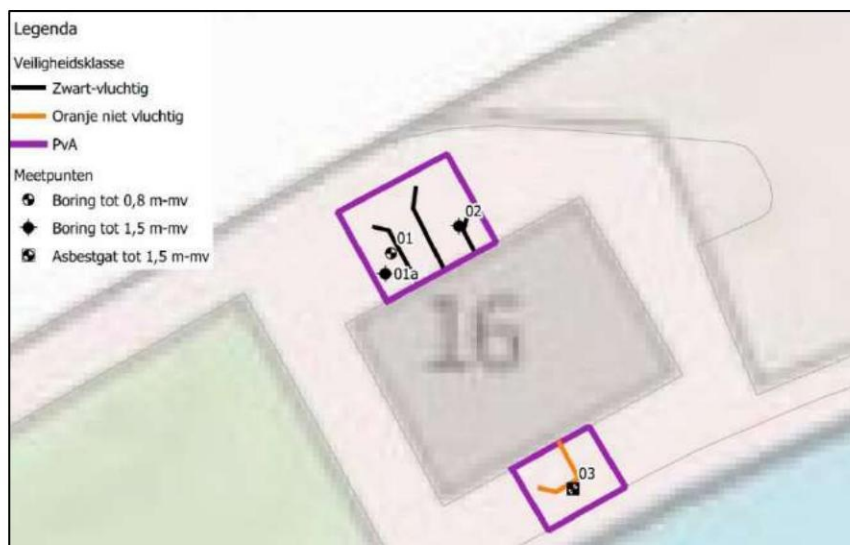 Legenda
Veiligheidsklasse
Zwart-vluchtig
Oranje niet vluchtig
PvA
Meetpunten
Boring tot 0,8 m-mv
Boring tot 1,5 m-mv
Asbestgat tot 1,5 m-mv
02
01
01a
16
03